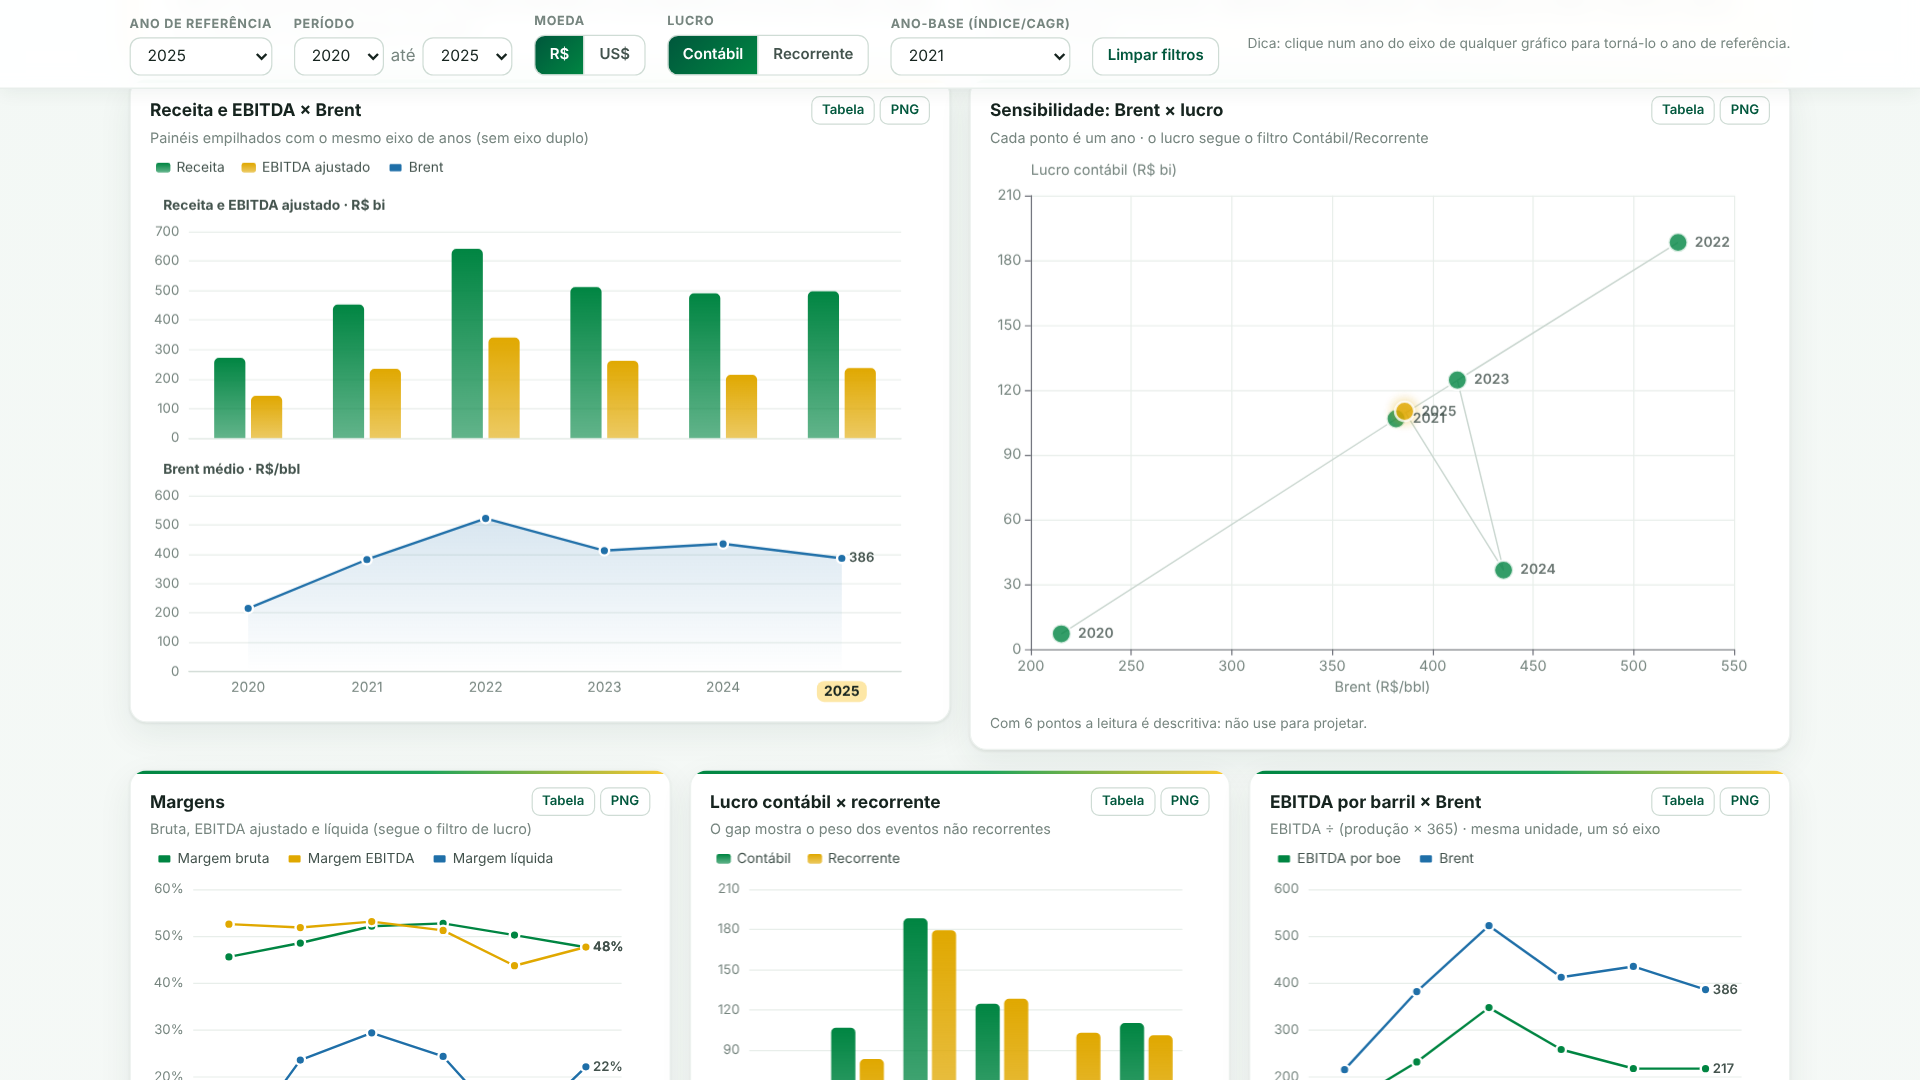 ANO DE REFERÊNCIA
2025
PERÍODO
2020 até 2025
MOEDA
R$ US$
LUCRO
Contábil Recorrente
ANO-BASE (ÍNDICE/CAGR)
2021
Limpar filtros
Dica: clique num ano do eixo de qualquer gráfico para torná-lo o ano de referência.
Receita e EBITDA × Brent
Tabela PNG
Painéis empilhados com o mesmo eixo de anos (sem eixo duplo)
Receita EBITDA ajustado Brent
Receita e EBITDA ajustado · R$ bi
700
600
500
400
300
200
100
0
Brent médio · R$/bbl
600
500
400
300
200
100
0
386
2020 2021 2022 2023 2024 2025
Sensibilidade: Brent × lucro
Tabela PNG
Cada ponto é um ano · o lucro segue o filtro Contábil/Recorrente
Lucro contábil (R$ bi)
210
180
150
120
90
60
30
0
2022
2023
2025
2021
2024
2020
200 250 300 350 400 450 500 550
Brent (R$/bbl)
Com 6 pontos a leitura é descritiva: não use para projetar.
Margens
Tabela PNG
Bruta, EBITDA ajustado e líquida (segue o filtro de lucro)
Margem bruta Margem EBITDA Margem líquida
60%
50%
40%
30%
20%
48%
22%
Lucro contábil × recorrente
Tabela PNG
O gap mostra o peso dos eventos não recorrentes
Contábil Recorrente
210
180
150
120
90
EBITDA por barril × Brent
Tabela PNG
EBITDA ÷ (produção × 365) · mesma unidade, um só eixo
EBITDA por boe Brent
600
500
400
300
200
386
217